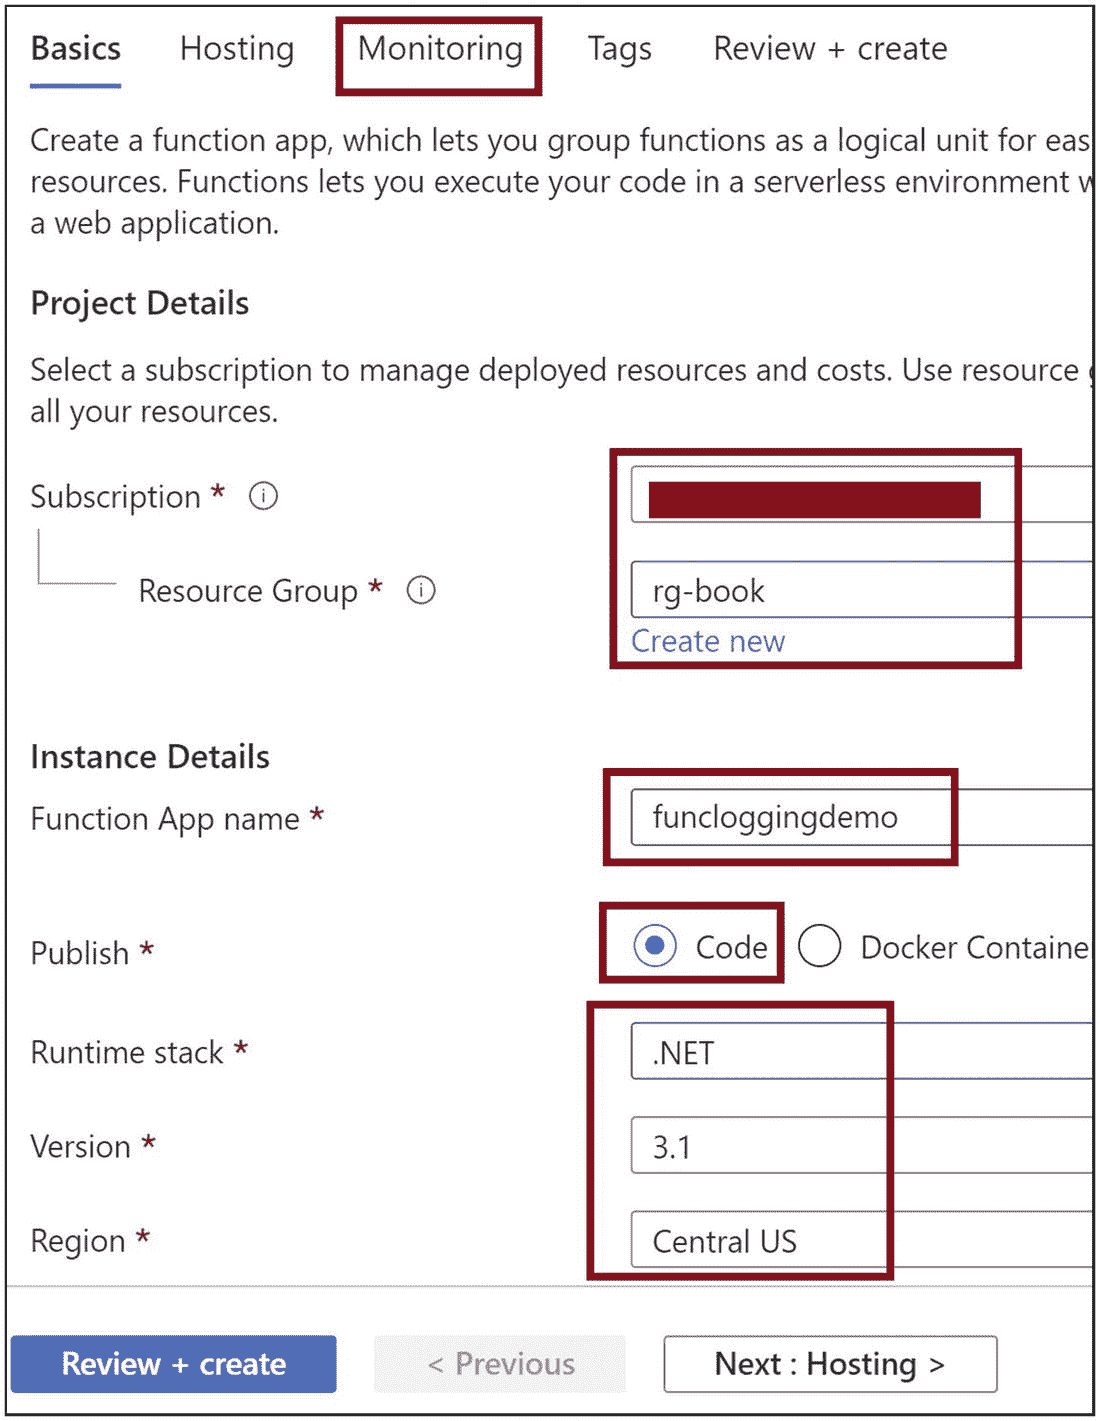 Basics Hosting Monitoring Tags Review + create
Create a function app, which lets you group functions as a logical unit for eas
resources. Functions lets you execute your code in a serverless environment w
a web application.
Project Details
Select a subscription to manage deployed resources and costs. Use resource g
all your resources.
Subscription *
Resource Group * rg-book
Create new
Instance Details
Function App name * funcloggingdemo
Publish * Code Docker Containe
Runtime stack * .NET
Version * 3.1
Region * Central US
Review + create < Previous Next : Hosting >